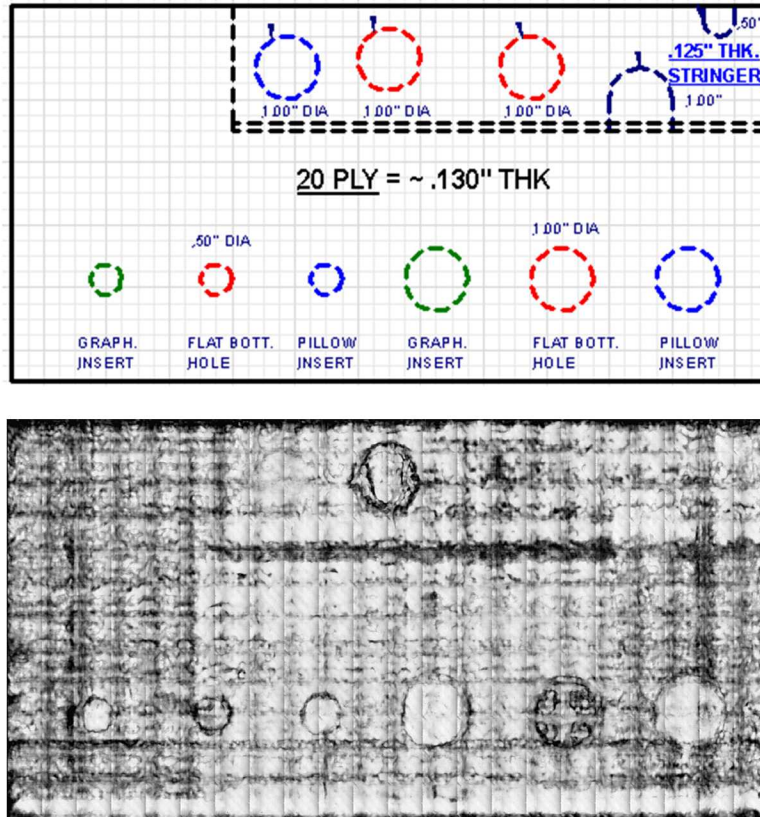 .50"
.125" THK.
STRINGER
1.00" DIA 1.00" DIA 1.00" DIA 1.00"
20 PLY = ~ .130" THK
.50" DIA 1.00" DIA
GRAPH. FLAT BOTT. PILLOW GRAPH. FLAT BOTT. PILLOW
INSERT HOLE INSERT INSERT HOLE INSERT